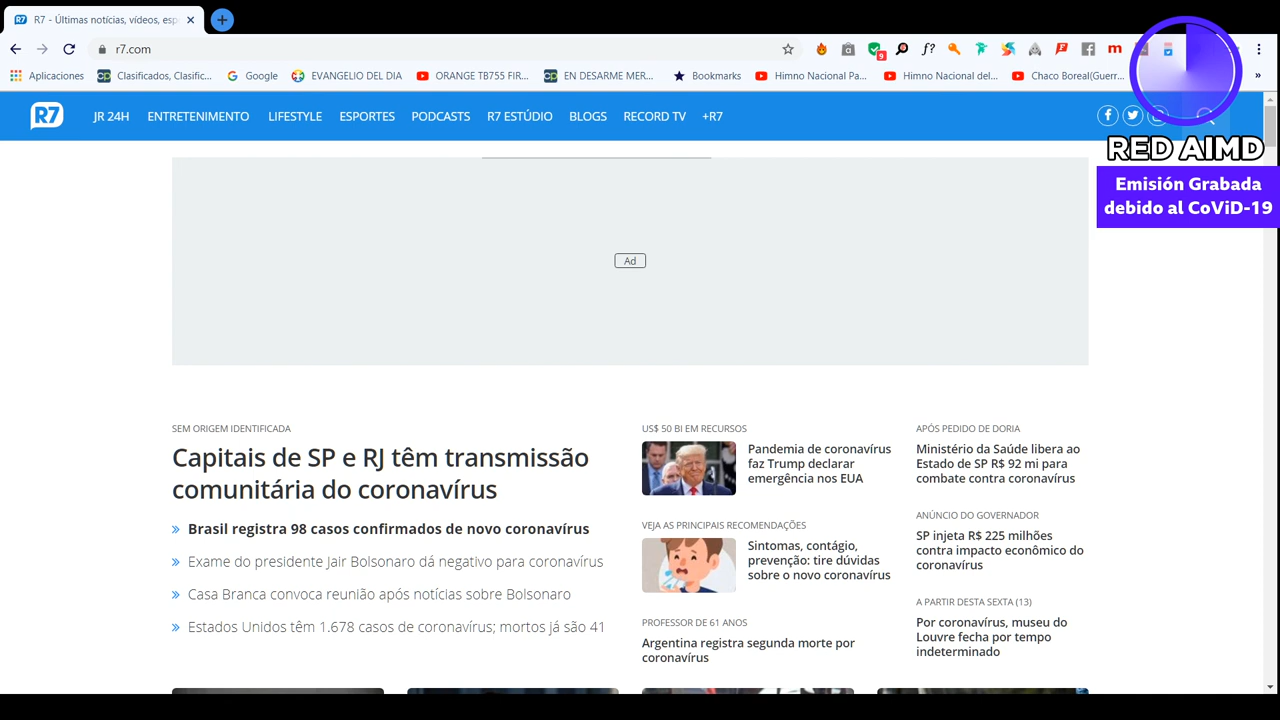 R7 - Últimas notícias, vídeos, esp
r7.com
9
Aplicaciones
Clasificados, Clasific...
Google
EVANGELIO DEL DIA
ORANGE TB755 FIR...
EN DESARME MER...
Bookmarks
Himno Nacional Pa...
Himno Nacional del...
Chaco Boreal(Guerr...
»
R7 JR 24H ENTRETENIMENTO LIFESTYLE ESPORTES PODCASTS R7 ESTÚDIO BLOGS RECORD TV +R7
RED AIMD
Emisión Grabada
debido al CoViD-19
Ad
SEM ORIGEM IDENTIFICADA
Capitais de SP e RJ têm transmissão
comunitária do coronavírus
» Brasil registra 98 casos confirmados de novo coronavírus
» Exame do presidente Jair Bolsonaro dá negativo para coronavírus
» Casa Branca convoca reunião após notícias sobre Bolsonaro
» Estados Unidos têm 1.678 casos de coronavírus; mortos já são 41
US$ 50 BI EM RECURSOS
Pandemia de coronavírus
faz Trump declarar
emergência nos EUA
VEJA AS PRINCIPAIS RECOMENDAÇÕES
Sintomas, contágio,
prevenção: tire dúvidas
sobre o novo coronavírus
PROFESSOR DE 61 ANOS
Argentina registra segunda morte por
coronavírus
APÓS PEDIDO DE DORIA
Ministério da Saúde libera ao
Estado de SP R$ 92 mi para
combate contra coronavírus
ANÚNCIO DO GOVERNADOR
SP injeta R$ 225 milhões
contra impacto econômico do
coronavírus
A PARTIR DESTA SEXTA (13)
Por coronavírus, museu do
Louvre fecha por tempo
indeterminado